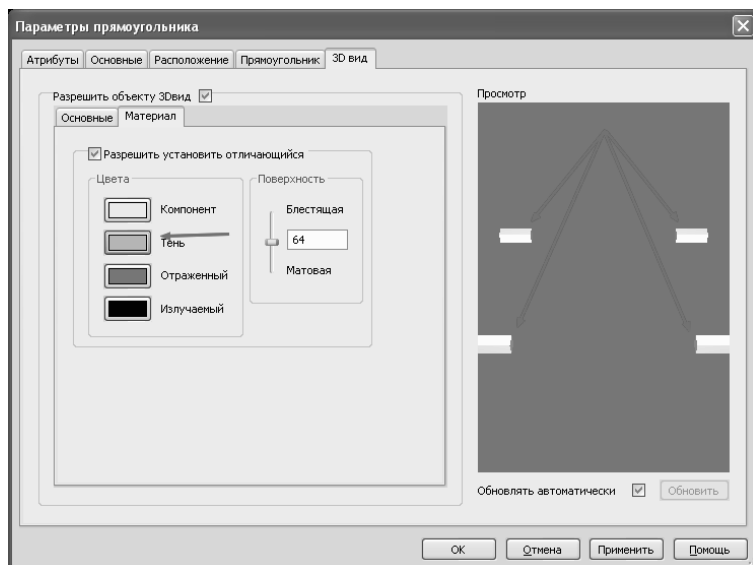 Параметры прямоугольника
Атрибуты Основные Расположение Прямоугольник 3D вид
Разрешить объекту 3Dвид
Просмотр
Основные Материал
Разрешить установить отличающийся
Цвета Поверхность
Компонент Блестящая
Тень 64
Отраженный Матовая
Излучаемый
Обновлять автоматически Обновить
OK Отмена Применить Помощь